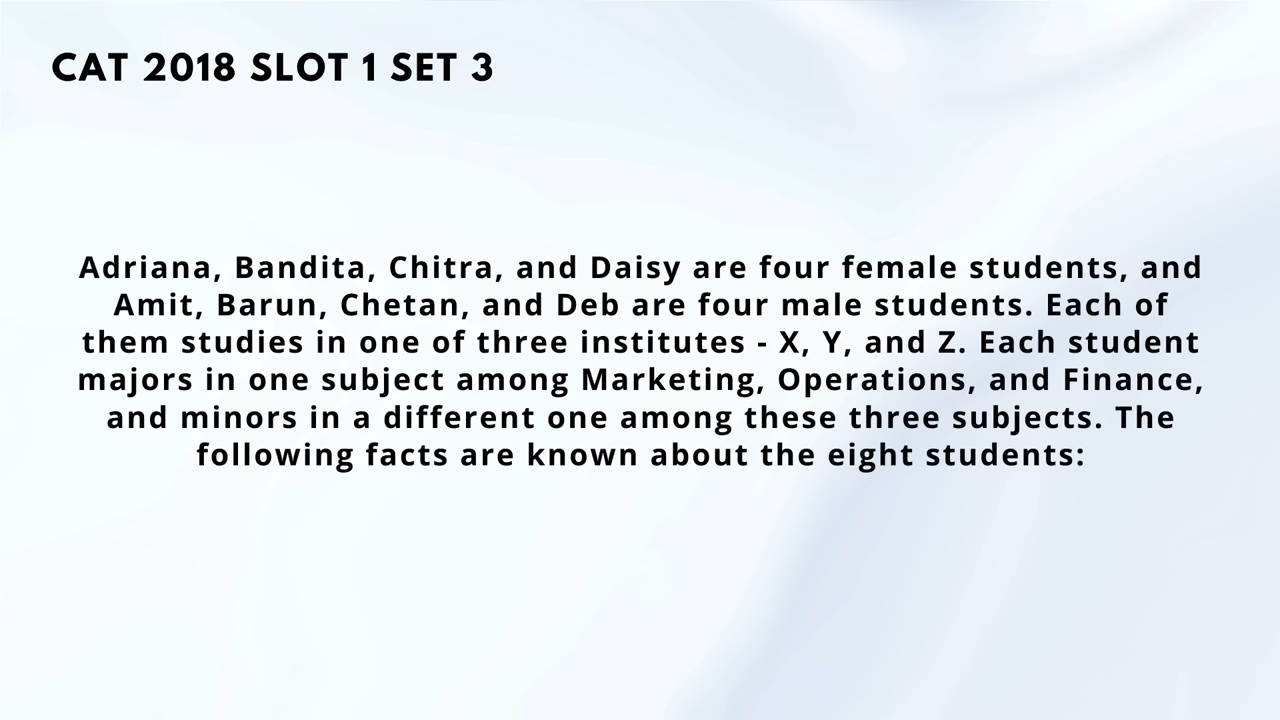 CAT 2018 SLOT 1 SET 3
Adriana, Bandita, Chitra, and Daisy are four female students, and
Amit, Barun, Chetan, and Deb are four male students. Each of
them studies in one of three institutes - X, Y, and Z. Each student
majors in one subject among Marketing, Operations, and Finance,
and minors in a different one among these three subjects. The
following facts are known about the eight students: